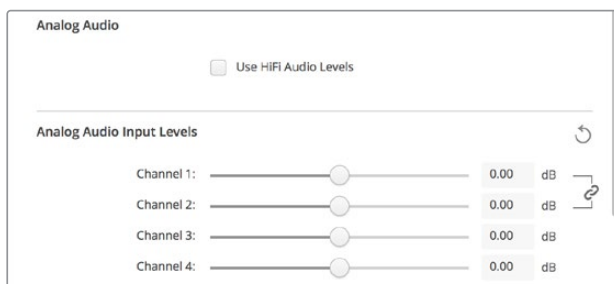 Analog Audio
Use HiFi Audio Levels
Analog Audio Input Levels
Channel 1: 0.00 dB
Channel 2: 0.00 dB
Channel 3: 0.00 dB
Channel 4: 0.00 dB